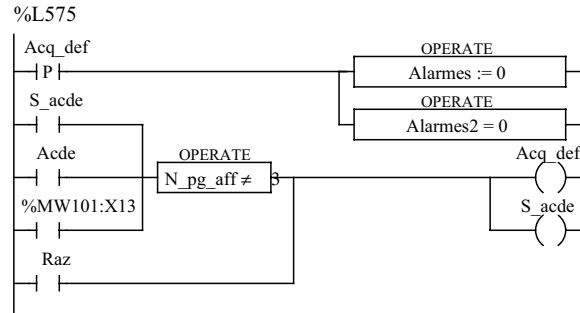 %L575
Acq_def
P
OPERATE
Alarmes := 0
S_acde
OPERATE
Alarmes2 = 0
Acde
OPERATE
N_pg_aff ≠ 3
Acq_def
%MW101:X13
S_acde
Raz